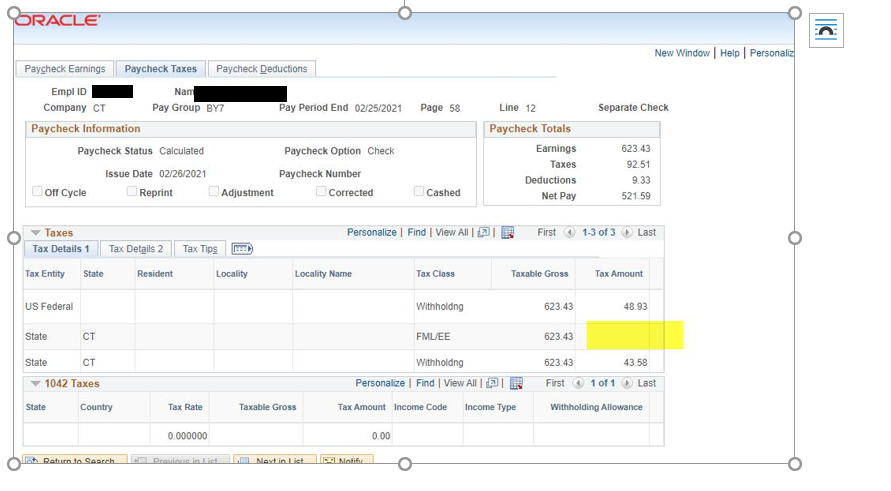 ORACLE
New Window | Help | Personaliz
Paycheck Earnings Paycheck Taxes Paycheck Deductions
Empl ID Nam
Company CT Pay Group BY7 Pay Period End 02/25/2021 Page 58 Line 12 Separate Check
Paycheck Information
Paycheck Status Calculated Paycheck Option Check
Issue Date 02/26/2021 Paycheck Number
Off Cycle Reprint Adjustment Corrected Cashed
Paycheck Totals
Earnings 623.43
Taxes 92.51
Deductions 9.33
Net Pay 521.59
Taxes Personalize | Find | View All | First 1-3 of 3 Last
Tax Details 1 Tax Details 2 Tax Tips
Tax Entity State Resident Locality Locality Name Tax Class Taxable Gross Tax Amount
US Federal Withholdng 623.43 48.93
State CT FML/EE 623.43
State CT Withholdng 623.43 43.58
1042 Taxes Personalize | Find | View All | First 1 of 1 Last
State Country Tax Rate Taxable Gross Tax Amount Income Code Income Type Withholding Allowance
0.000000 0.00
Return to Search Previous in List Next in List Notify